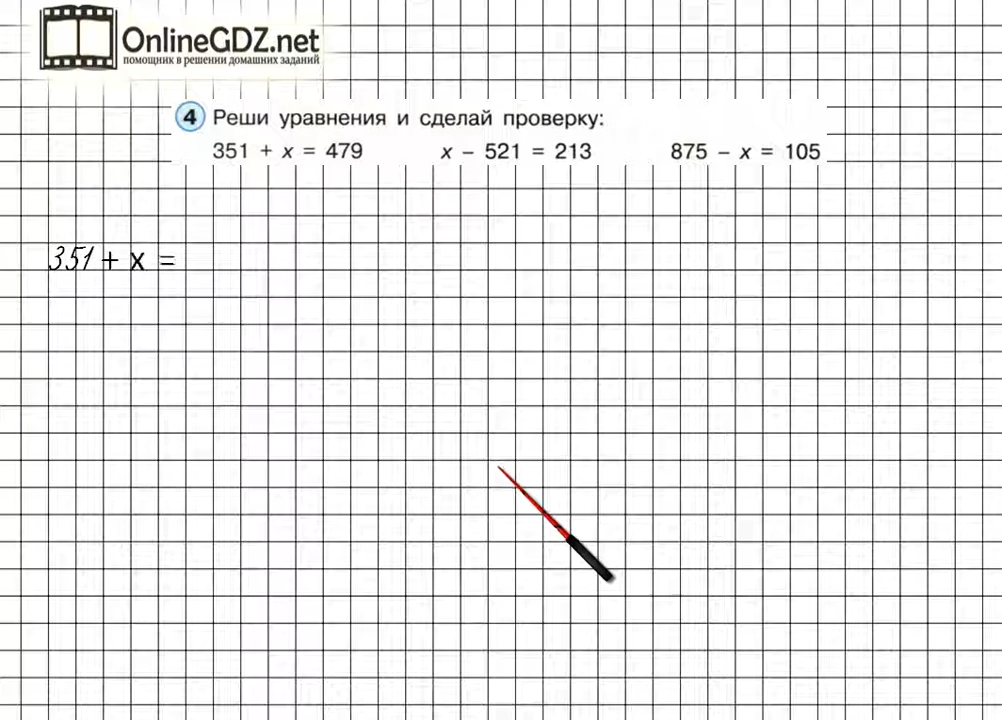 OnlineGDZ.net
помощник в решении домашних заданий
4 Реши уравнения и сделай проверку:
351 + x = 479 x − 521 = 213 875 − x = 105
351 + x =